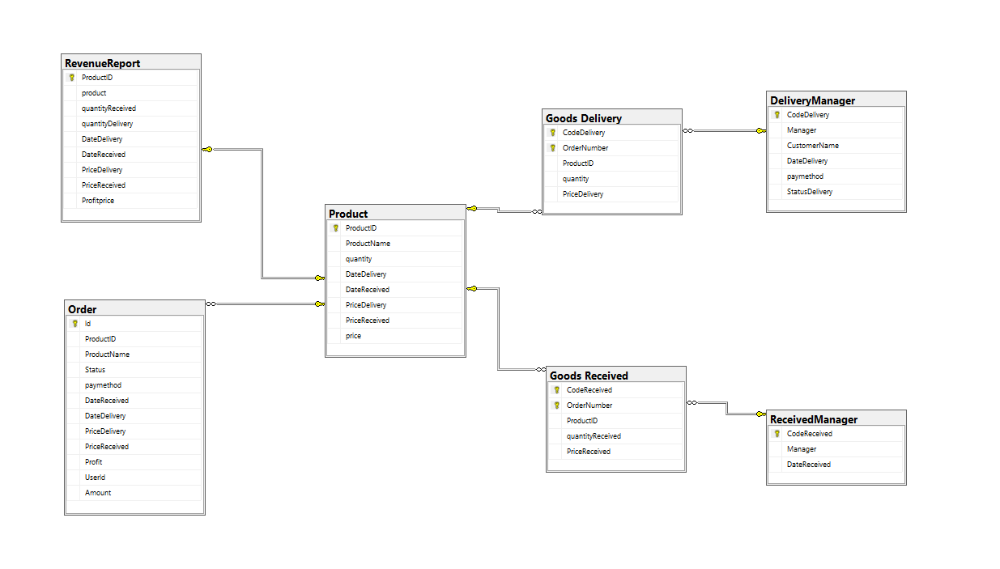 RevenueReport
ProductID
product
quantityReceived
quantityDelivery
DateDelivery
DateReceived
PriceDelivery
PriceReceived
Profitprice
Order
Id
ProductID
ProductName
Status
paymethod
DateReceived
DateDelivery
PriceDelivery
PriceReceived
Profit
UserId
Amount
Product
ProductID
ProductName
quantity
DateDelivery
DateReceived
PriceDelivery
PriceReceived
price
Goods Delivery
CodeDelivery
OrderNumber
ProductID
quantity
PriceDelivery
Goods Received
CodeReceived
OrderNumber
ProductID
quantityReceived
PriceReceived
DeliveryManager
CodeDelivery
Manager
CustomerName
DateDelivery
paymethod
StatusDelivery
ReceivedManager
CodeReceived
Manager
DateReceived